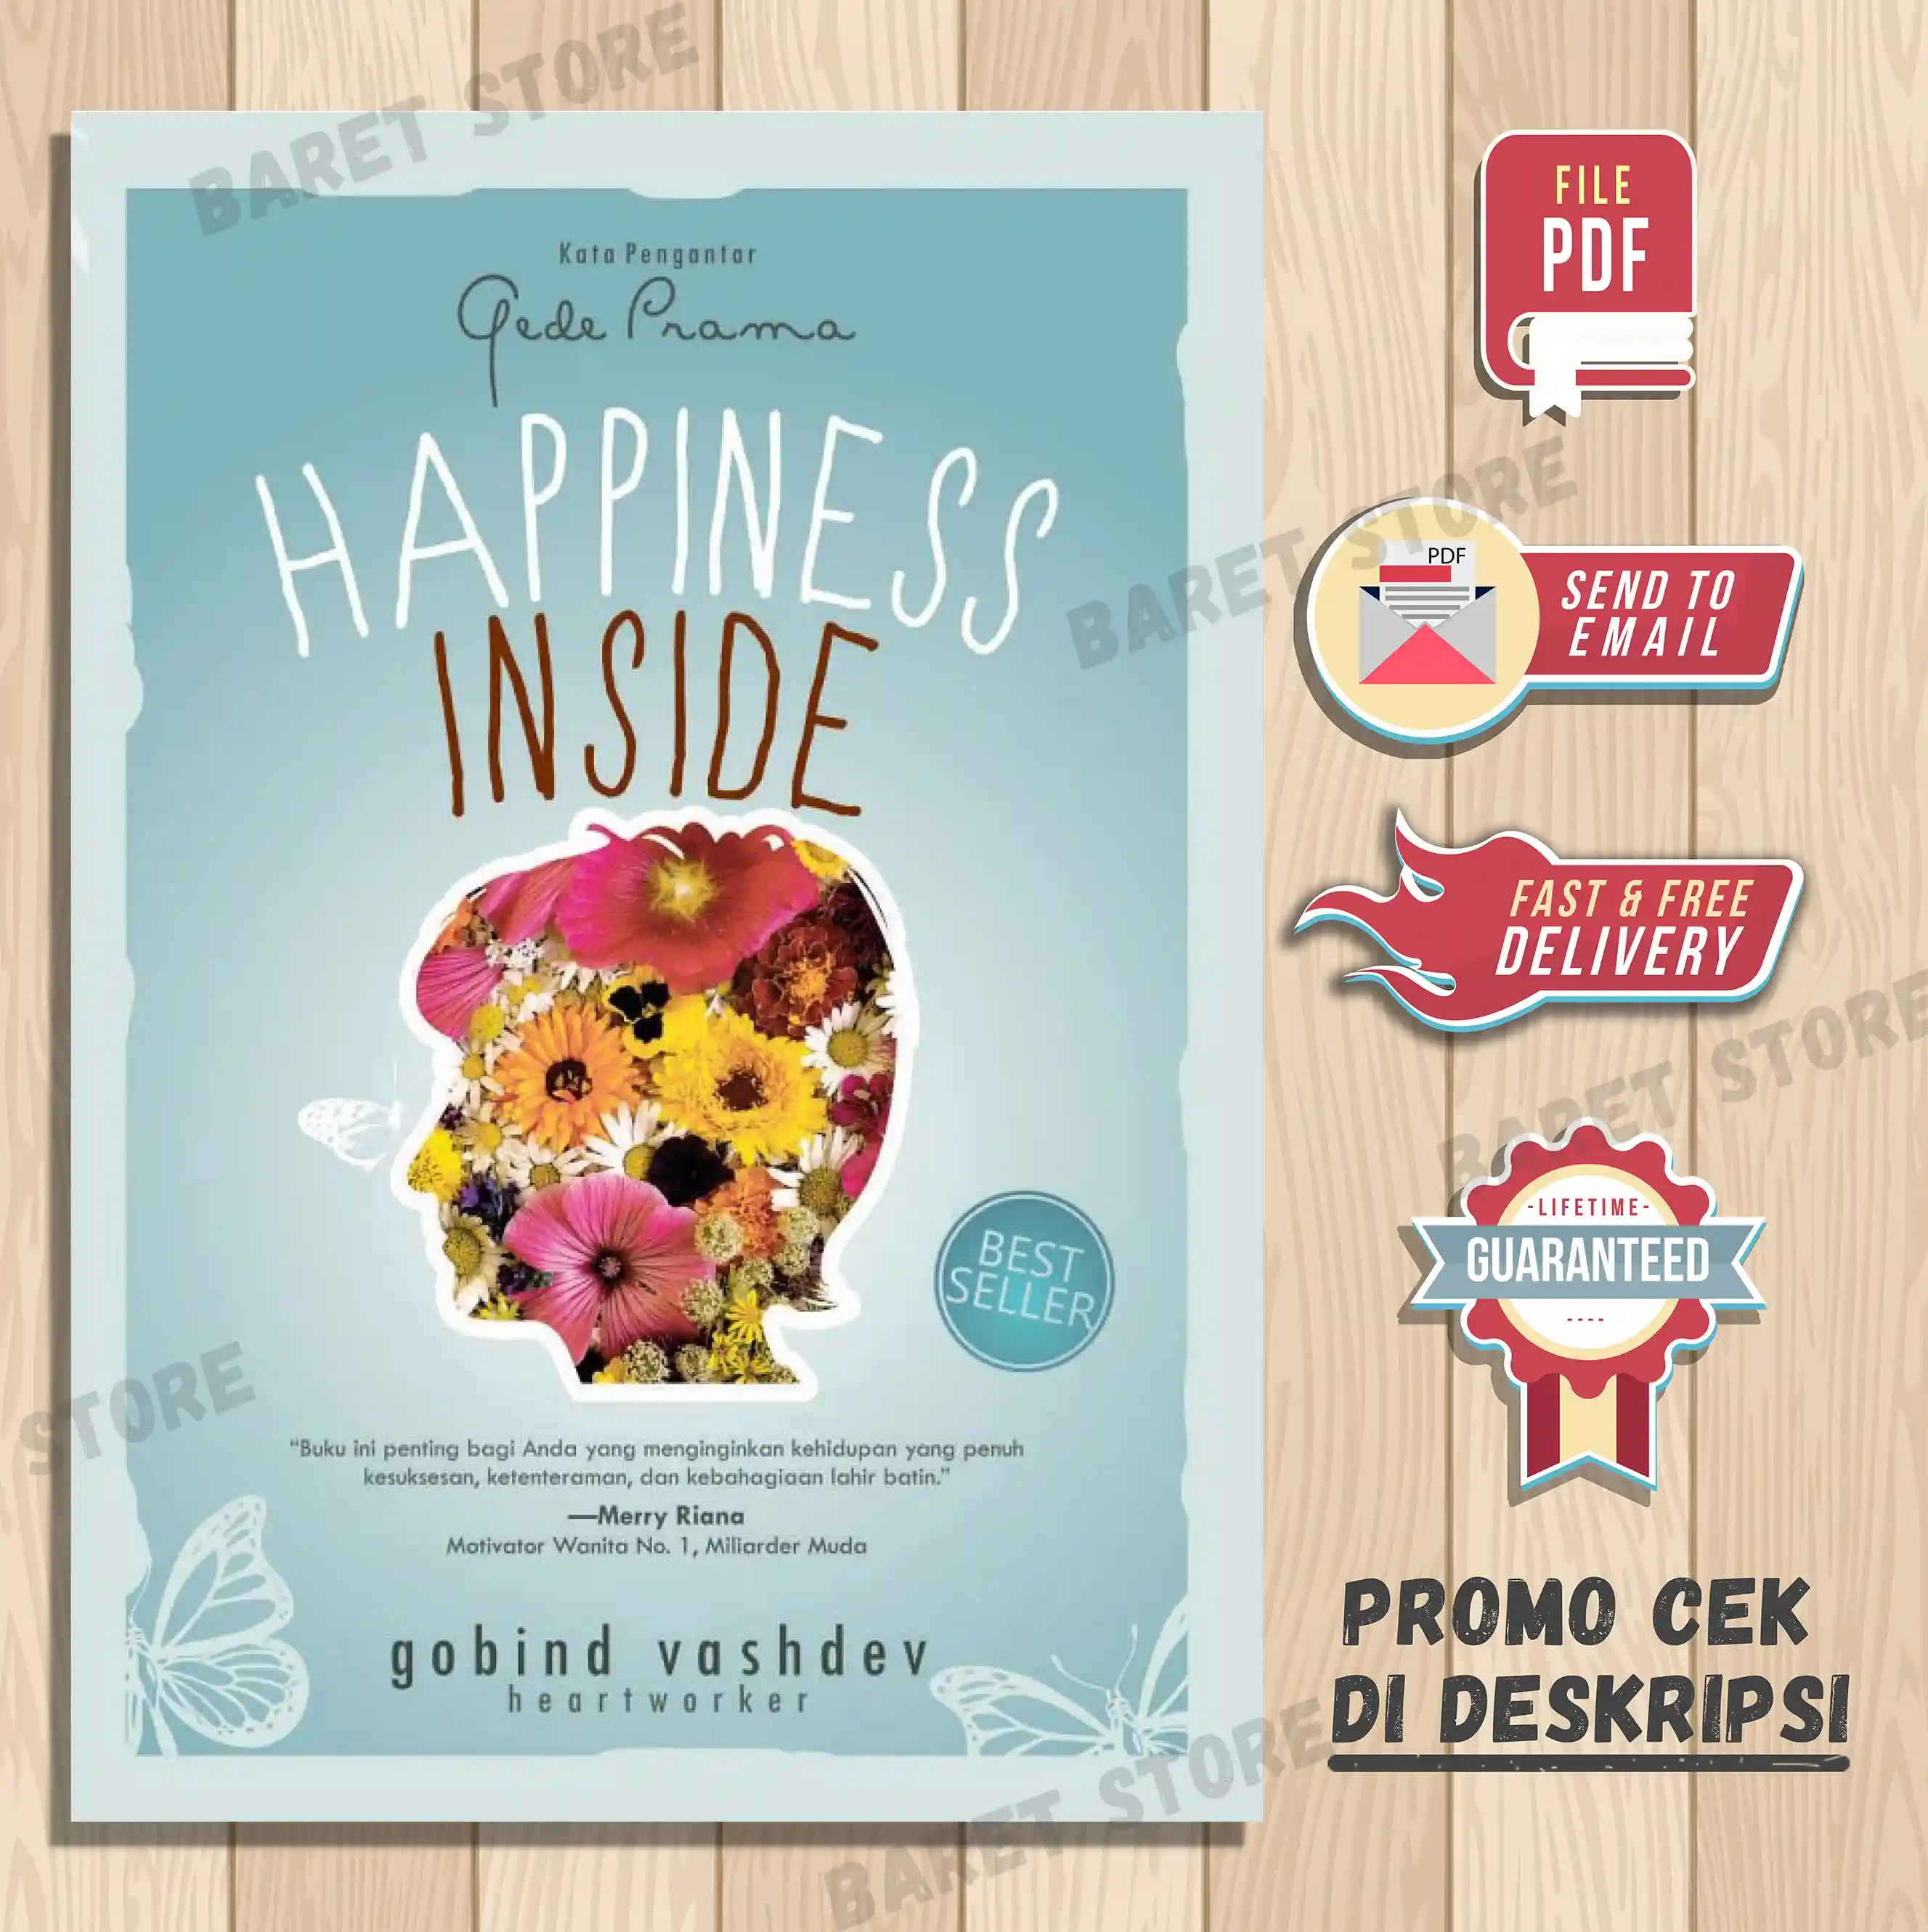 BARET STORE
Kata Pengantar
Gede Prama
HAPPINESS
INSIDE
BEST
SELLER
"Buku ini penting bagi Anda yang menginginkan kehidupan yang penuh
kesuksesan, ketenteraman, dan kebahagiaan lahir batin."
—Merry Riana
Motivator Wanita No. 1, Miliarder Muda
gobind vashdev
heartworker
FILE
PDF
BARET STORE
PDF
SEND TO
EMAIL
FAST & FREE
DELIVERY
BARET STORE
-LIFETIME-
GUARANTEED
----
STORE
PROMO CEK
DI DESKRIPSI
BARET STORE